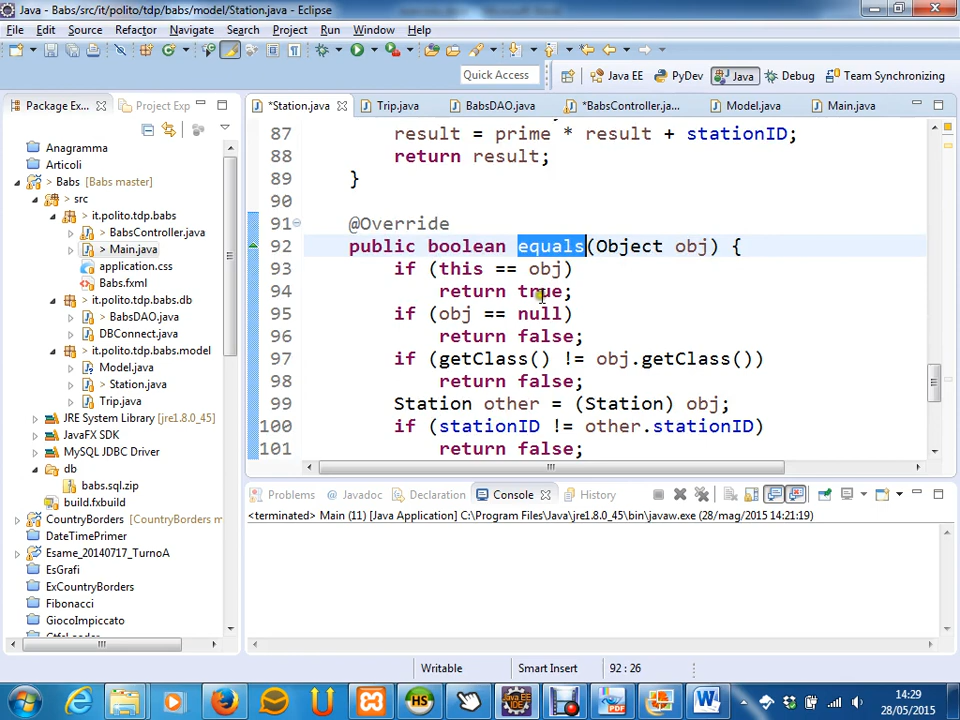 Java - Babs/src/it/polito/tdp/babs/model/Station.java - Eclipse
File Edit Source Refactor Navigate Search Project Run Window Help
Quick Access Java EE PyDev Java Debug Team Synchronizing
Package Ex... Project Exp
*Station.java Trip.java BabsDAO.java *BabsController.ja... Model.java Main.java
Anagramma
Articoli
> Babs [Babs master]
> src
> it.polito.tdp.babs
> BabsController.java
> Main.java
application.css
Babs.fxml
> it.polito.tdp.babs.db
> BabsDAO.java
DBConnect.java
> it.polito.tdp.babs.model
Model.java
> Station.java
Trip.java
JRE System Library [jre1.8.0_45]
JavaFX SDK
MySQL JDBC Driver
db
babs.sql.zip
build.fxbuild
CountryBorders [CountryBorders m
DateTimePrimer
Esame_20140717_TurnoA
EsGrafi
ExCountryBorders
Fibonacci
GiocoImpiccato
87 result = prime * result + stationID;
88 return result;
89 }
90
91 @Override
92 public boolean equals(Object obj) {
93 if (this == obj)
94 return true;
95 if (obj == null)
96 return false;
97 if (getClass() != obj.getClass())
98 return false;
99 Station other = (Station) obj;
100 if (stationID != other.stationID)
101 return false;
Problems Javadoc Declaration Console History
<terminated> Main (11) [Java Application] C:\Program Files\Java\jre1.8.0_45\bin\javaw.exe (28/mag/2015 14:21:19)
Writable Smart Insert 92 : 26
14:29
28/05/2015